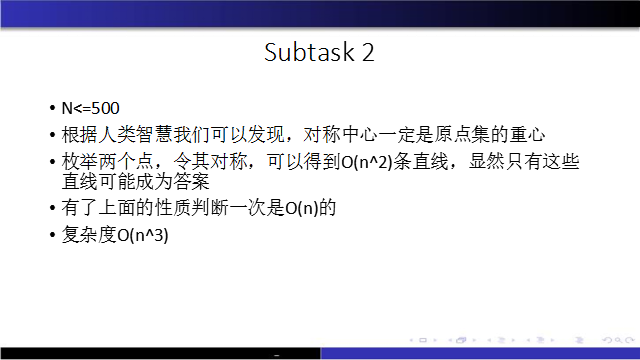 Subtask 2
• N<=500
• 根据人类智慧我们可以发现，对称中心一定是原点集的重心
• 枚举两个点，令其对称，可以得到O(n^2)条直线，显然只有这些
直线可能成为答案
• 有了上面的性质判断一次是O(n)的
• 复杂度O(n^3)